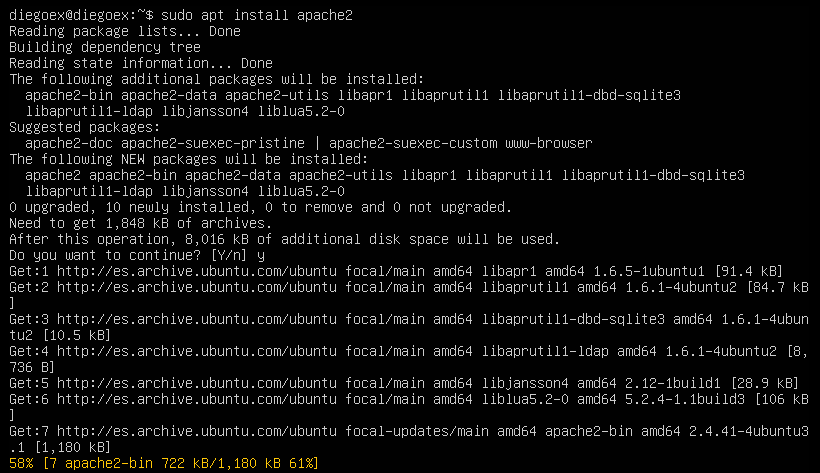 diegoex@diegoex:~$ sudo apt install apache2
Reading package lists... Done
Building dependency tree
Reading state information... Done
The following additional packages will be installed:
  apache2-bin apache2-data apache2-utils libapr1 libaprutil1 libaprutil1-dbd-sqlite3
  libaprutil1-ldap libjansson4 liblua5.2-0
Suggested packages:
  apache2-doc apache2-suexec-pristine | apache2-suexec-custom www-browser
The following NEW packages will be installed:
  apache2 apache2-bin apache2-data apache2-utils libapr1 libaprutil1 libaprutil1-dbd-sqlite3
  libaprutil1-ldap libjansson4 liblua5.2-0
0 upgraded, 10 newly installed, 0 to remove and 0 not upgraded.
Need to get 1,848 kB of archives.
After this operation, 8,016 kB of additional disk space will be used.
Do you want to continue? [Y/n] y
Get:1 http://es.archive.ubuntu.com/ubuntu focal/main amd64 libapr1 amd64 1.6.5-1ubuntu1 [91.4 kB]
Get:2 http://es.archive.ubuntu.com/ubuntu focal/main amd64 libaprutil1 amd64 1.6.1-4ubuntu2 [84.7 kB
]
Get:3 http://es.archive.ubuntu.com/ubuntu focal/main amd64 libaprutil1-dbd-sqlite3 amd64 1.6.1-4ubun
tu2 [10.5 kB]
Get:4 http://es.archive.ubuntu.com/ubuntu focal/main amd64 libaprutil1-ldap amd64 1.6.1-4ubuntu2 [8,
736 B]
Get:5 http://es.archive.ubuntu.com/ubuntu focal/main amd64 libjansson4 amd64 2.12-1build1 [28.9 kB]
Get:6 http://es.archive.ubuntu.com/ubuntu focal/main amd64 liblua5.2-0 amd64 5.2.4-1.1build3 [106 kB
]
Get:7 http://es.archive.ubuntu.com/ubuntu focal-updates/main amd64 apache2-bin amd64 2.4.41-4ubuntu3
.1 [1,180 kB]
58% [7 apache2-bin 722 kB/1,180 kB 61%]